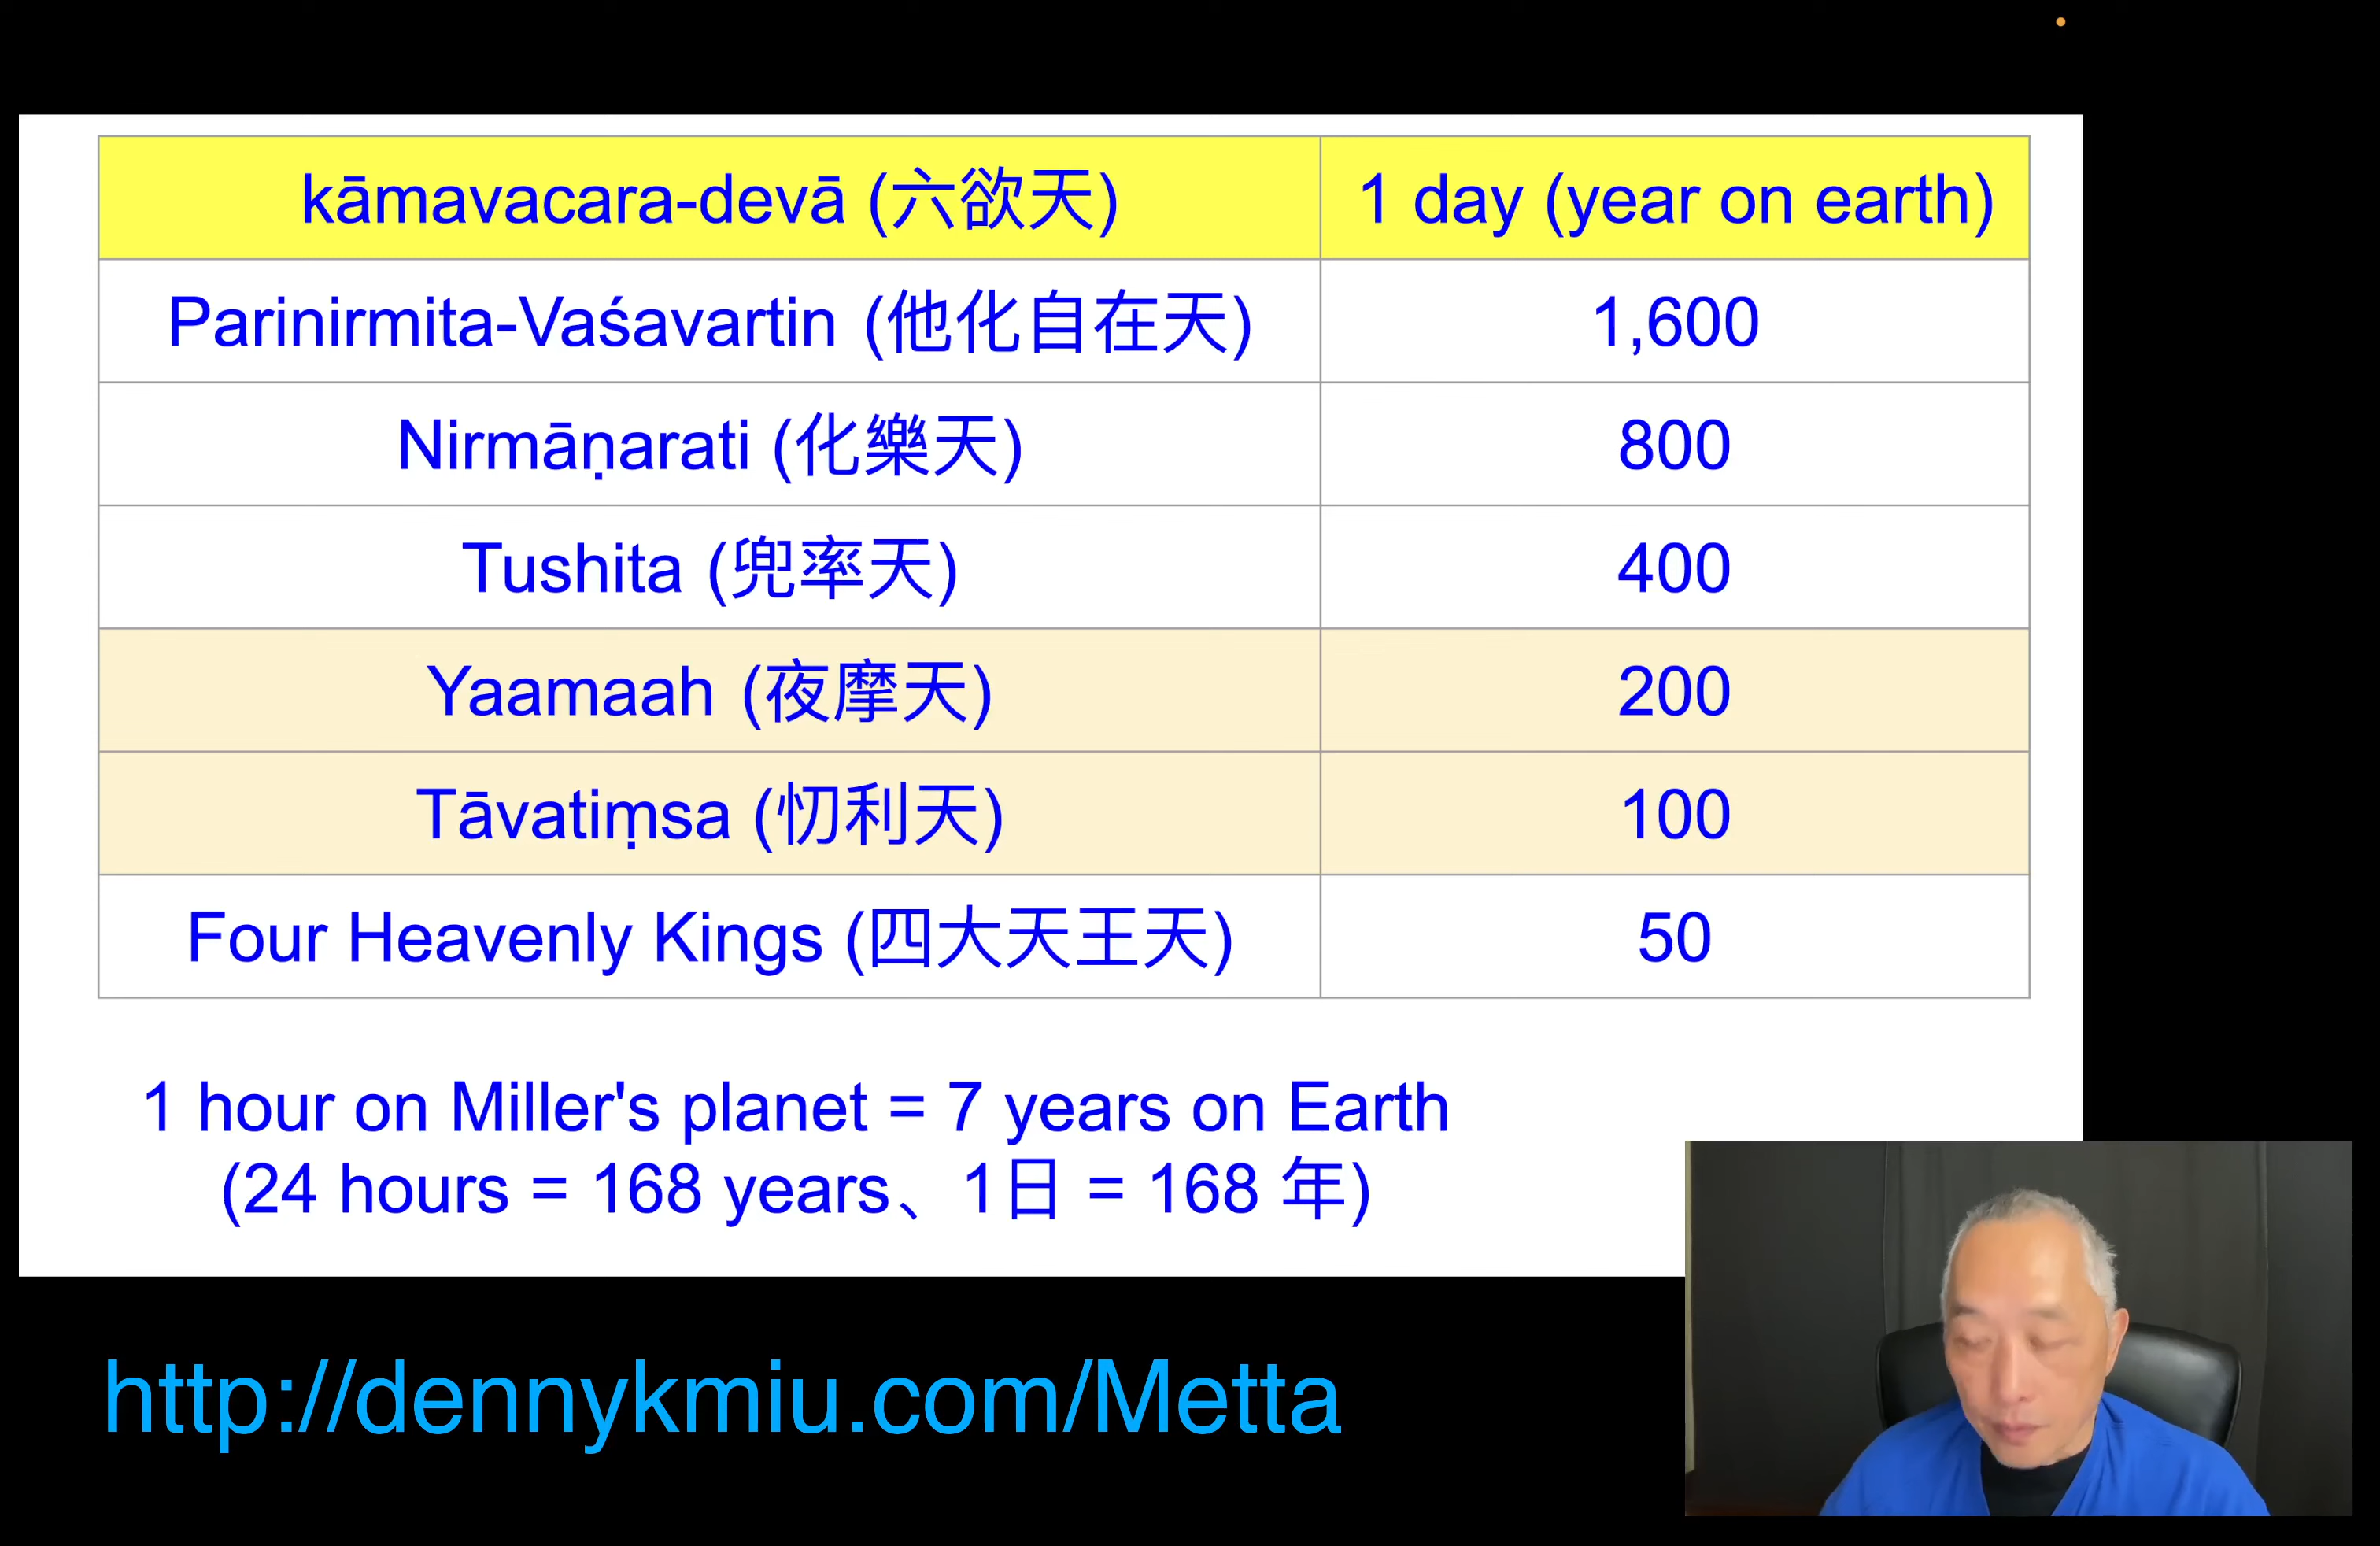 kāmavacara-devā (六欲天) 1 day (year on earth)
Parinirmita-Vaśavartin (他化自在天) 1,600
Nirmāṇarati (化樂天) 800
Tushita (兜率天) 400
Yaamaah (夜摩天) 200
Tāvatiṃsa (忉利天) 100
Four Heavenly Kings (四大天王天) 50
1 hour on Miller's planet = 7 years on Earth
(24 hours = 168 years、1日 = 168 年)
http://dennykmiu.com/Metta